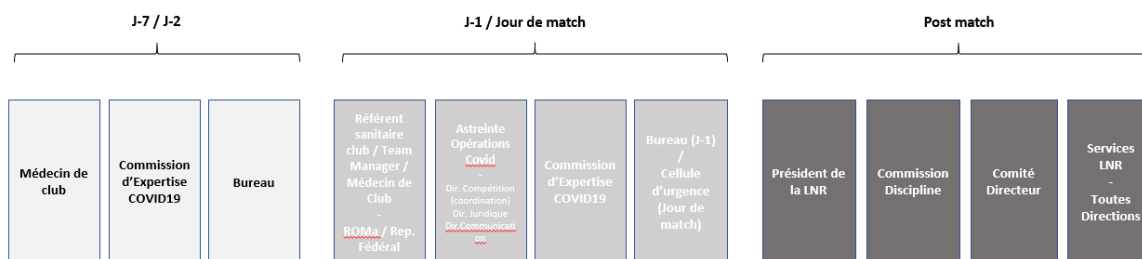 J-7 / J-2
J-1 / Jour de match
Post match
Médecin de
club
Commission
d'Expertise
COVID19
Bureau
Référent
sanitaire
club / Team
Manager /
Médecin de
Club
-
ROMa / Rep.
Fédéral
Astreinte
Opérations
Covid
-
Dir. Compétition
(coordination)
Dir. Juridique
Dir.Communicati
on
Commission
d'Expertise
COVID19
Bureau (J-1)
/
Cellule
d'urgence
(Jour de
match)
Président de
la LNR
Commission
Discipline
Comité
Directeur
Services
LNR
-
Toutes
Directions